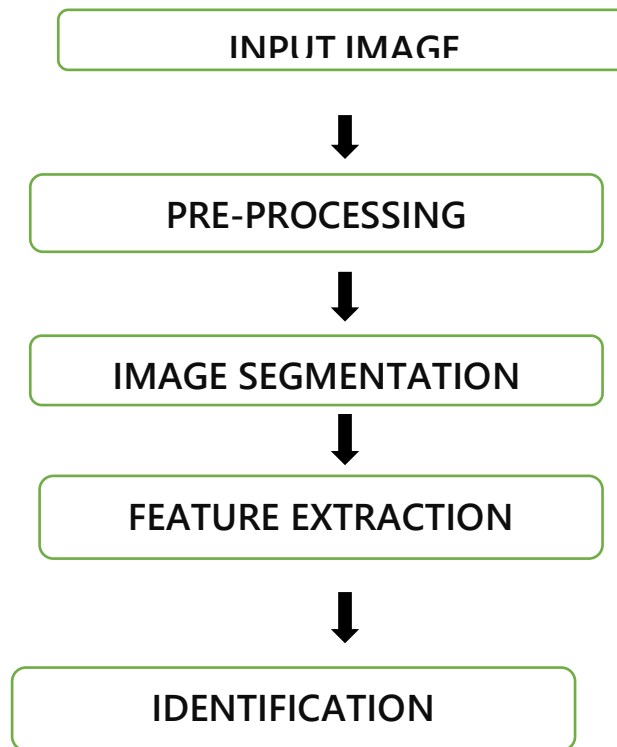 INPUT IMAGE
PRE-PROCESSING
IMAGE SEGMENTATION
FEATURE EXTRACTION
IDENTIFICATION